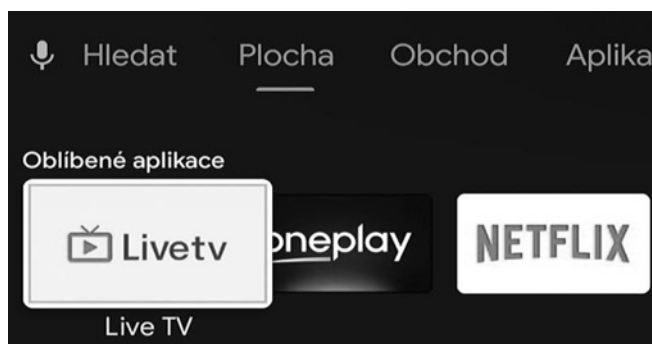 Hledat Plocha Obchod Aplika
Oblíbené aplikace
Livetv oneplay NETFLIX
Live TV